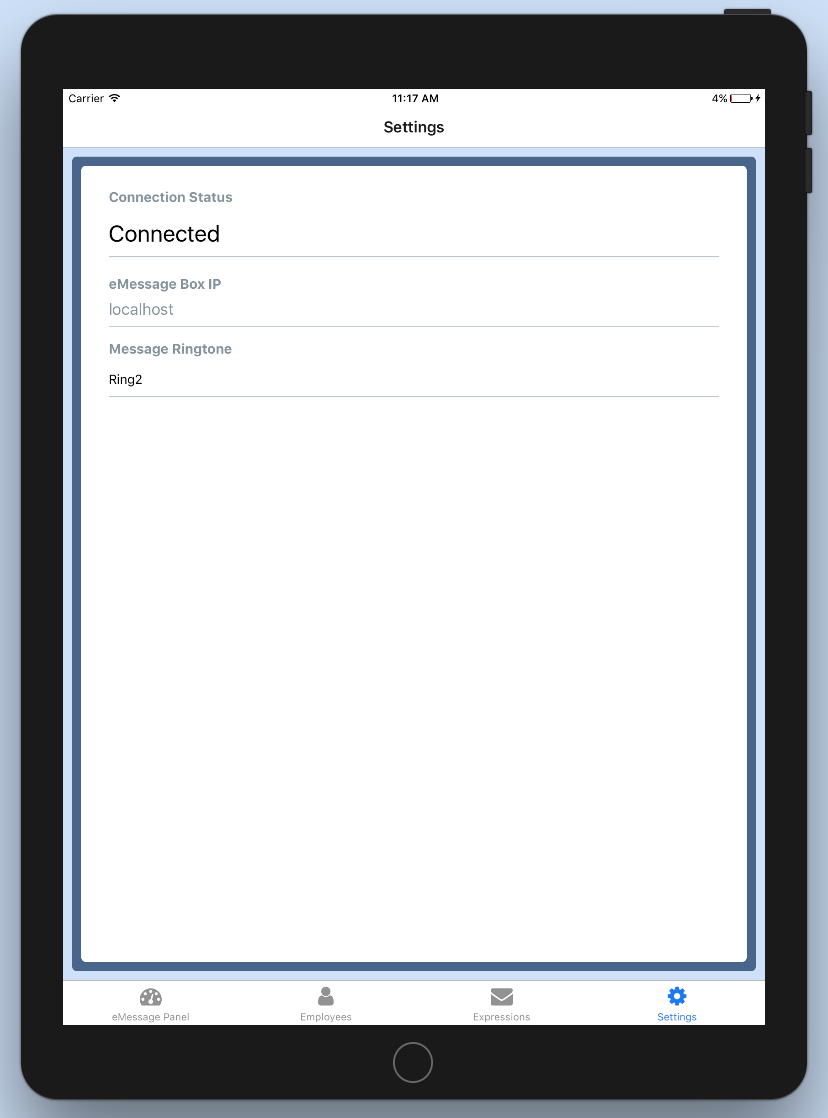 Carrier 11:17 AM 4%
Settings
Connection Status
Connected
eMessage Box IP
localhost
Message Ringtone
Ring2
eMessage Panel Employees Expressions Settings